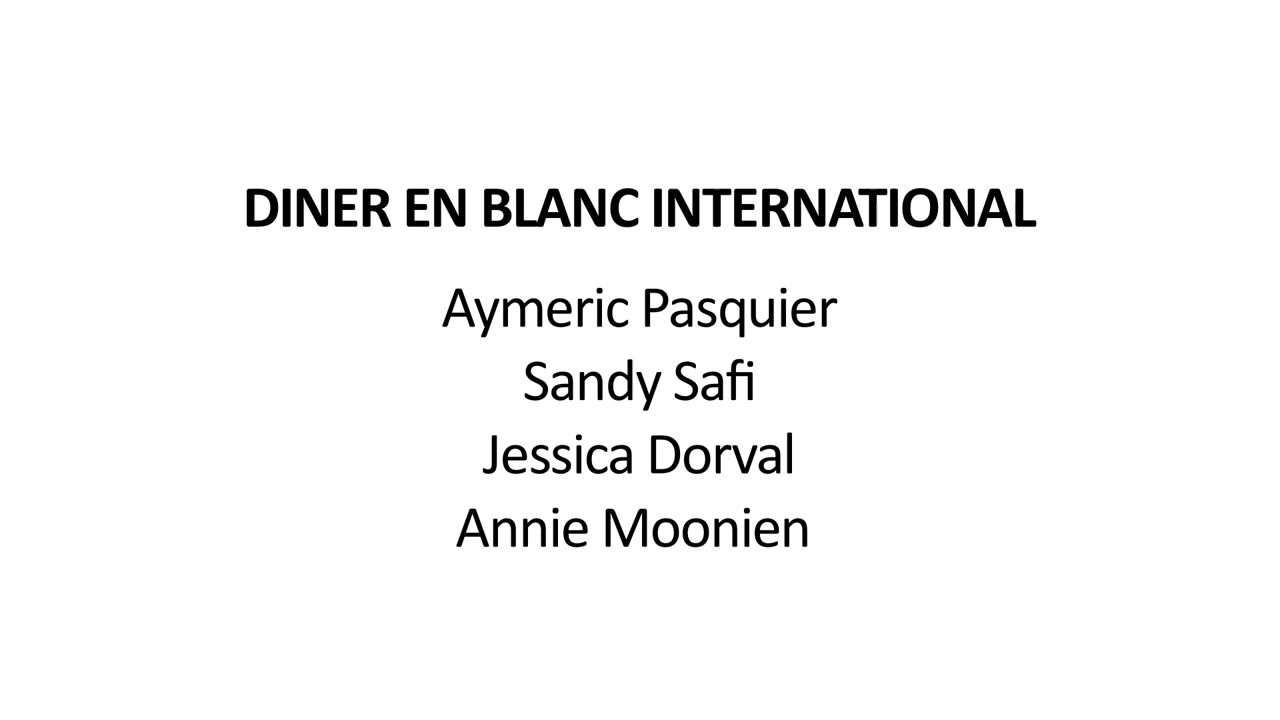 DINER EN BLANC INTERNATIONAL
Aymeric Pasquier
Sandy Safi
Jessica Dorval
Annie Moonien